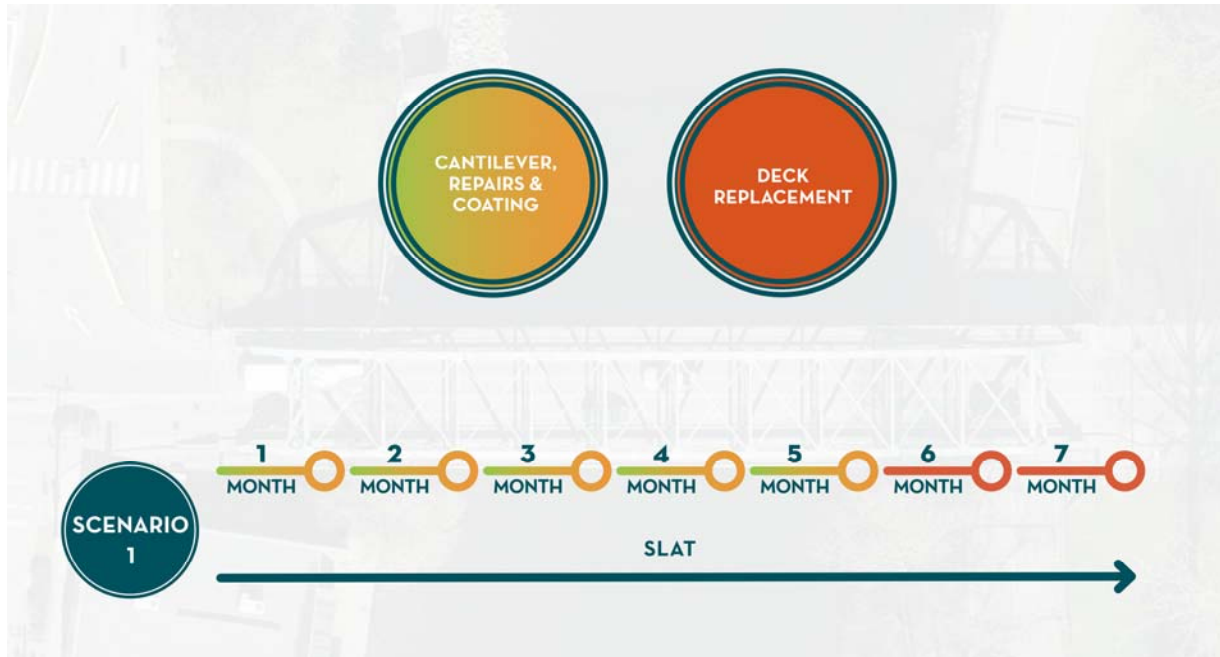 CANTILEVER,
REPAIRS &
COATING
DECK
REPLACEMENT
1
MONTH
2
MONTH
3
MONTH
4
MONTH
5
MONTH
6
MONTH
7
MONTH
SCENARIO
1
SLAT